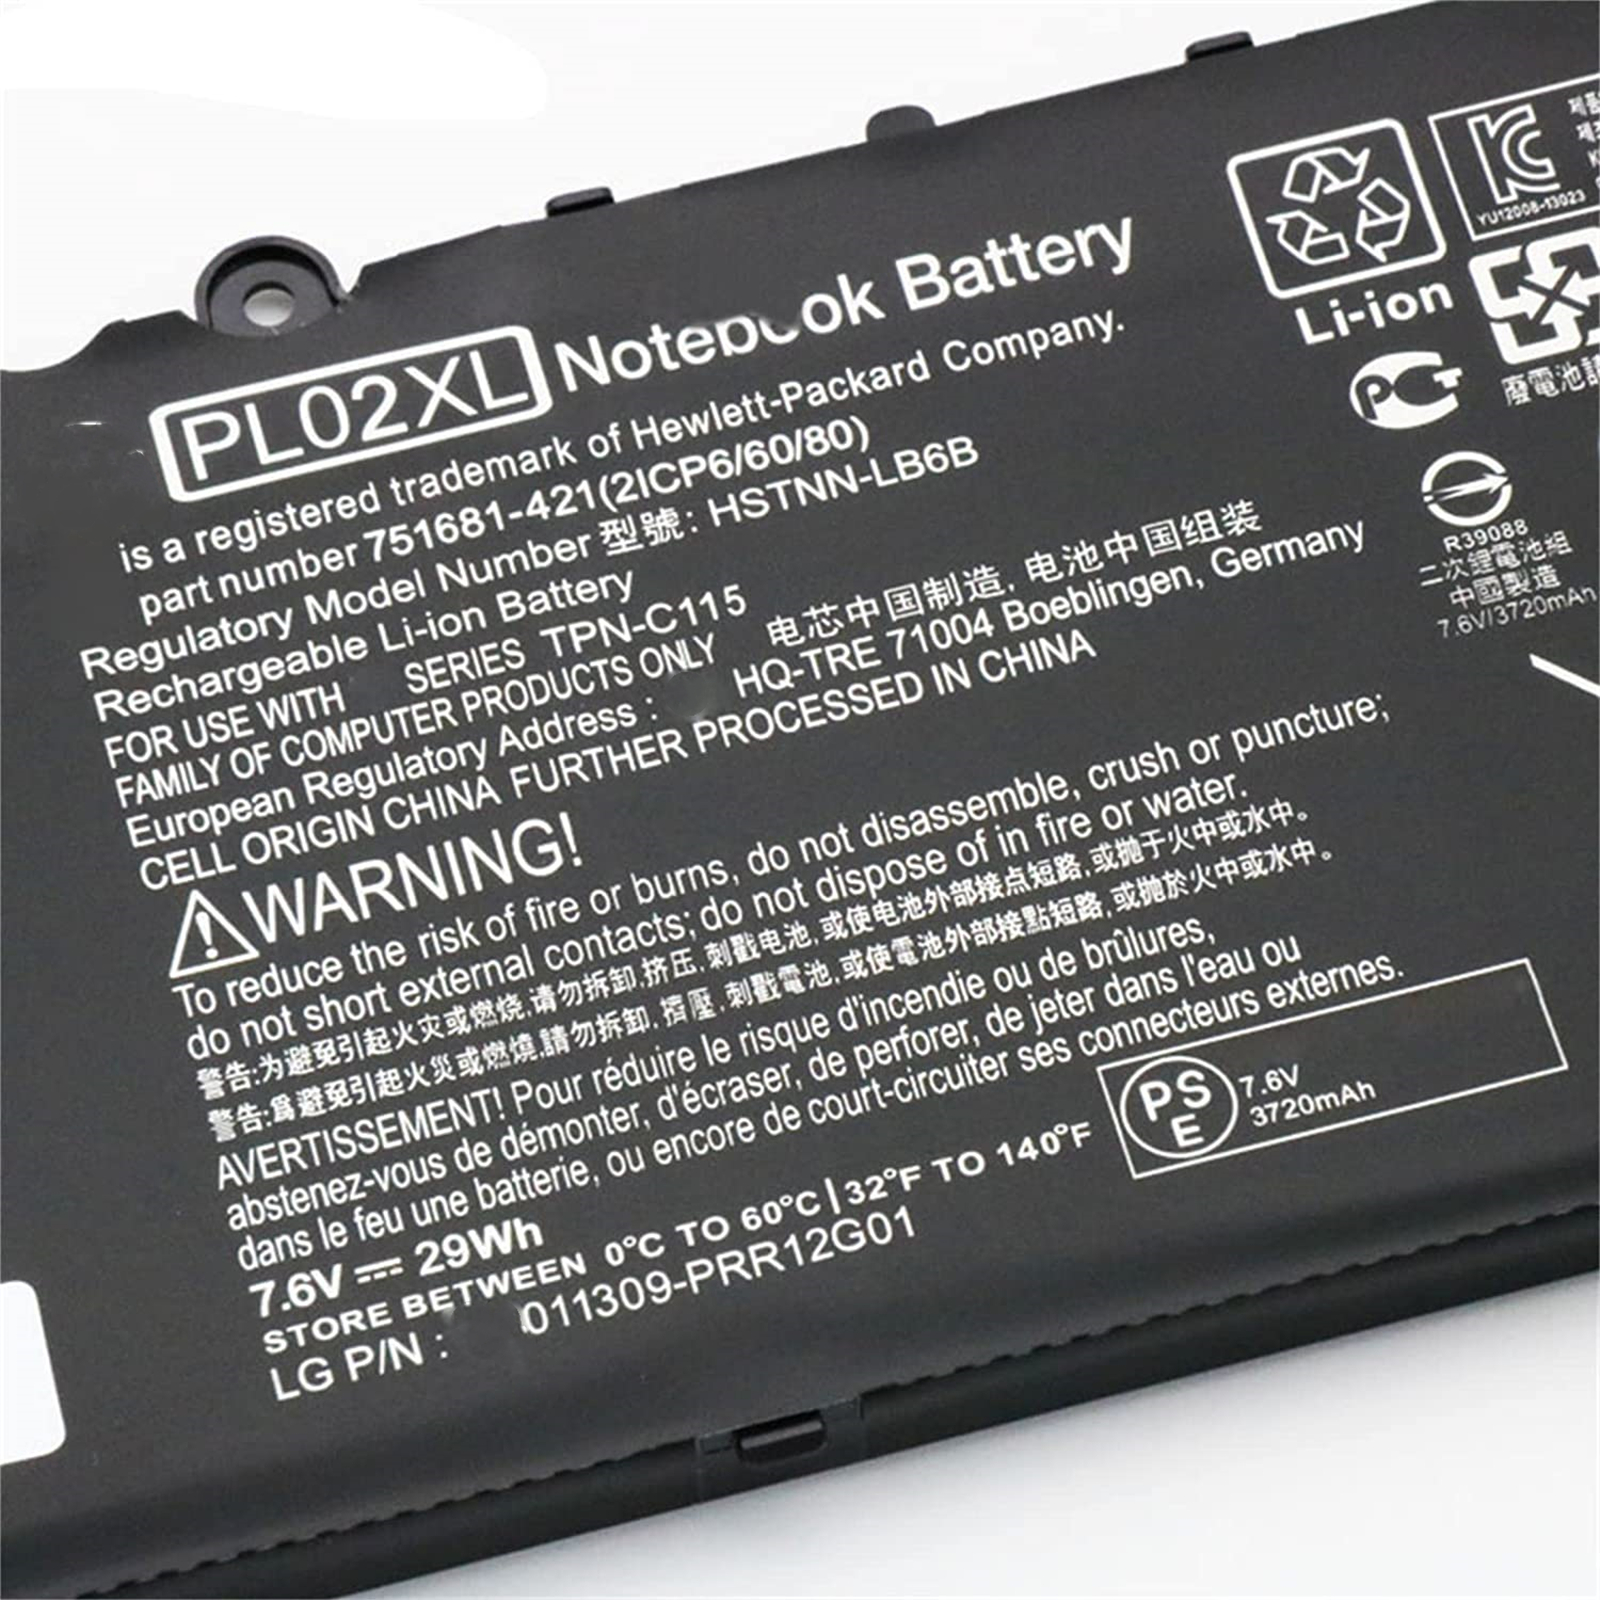 PL02XL Notebook Battery
is a registered trademark of Hewlett-Packard Company.
part number 751681-421(2ICP6/60/80)
Regulatory Model Number 型號: HSTNN-LB6B
Rechargeable Li-ion Battery
FOR USE WITH SERIES TPN-C115
FAMILY OF COMPUTER PRODUCTS ONLY 电芯中国制造, 电池中国组装
European Regulatory Address : HQ-TRE 71004 Boeblingen, Germany
CELL ORIGIN CHINA FURTHER PROCESSED IN CHINA
WARNING!
To reduce the risk of fire or burns, do not disassemble, crush or puncture;
do not short external contacts; do not dispose of in fire or water.
警告:为避免引起火灾或燃烧,请勿拆卸,挤压,刺戳电池,或使电池外部接点短路,或抛于火中或水中。
警告:爲避免引起火災或燃燒,請勿拆卸,擠壓,刺戳電池,或使電池外部接點短路,或拋於火中或水中。
AVERTISSEMENT! Pour réduire le risque d'incendie ou de brûlures,
abstenez-vous de démonter, d'écraser, de perforer, de jeter dans l'eau ou
dans le feu une batterie, ou encore de court-circuiter ses connecteurs externes.
7.6V 29Wh
STORE BETWEEN 0°C TO 60°C | 32°F TO 140°F
LG P/N : 011309-PRR12G01
PSE
7.6V
3720mAh
Li-ion
KC
YU12008-13023
廢電池請
PCT
R39088
二次鋰電池組
中國製造
7.6V/3720mAh